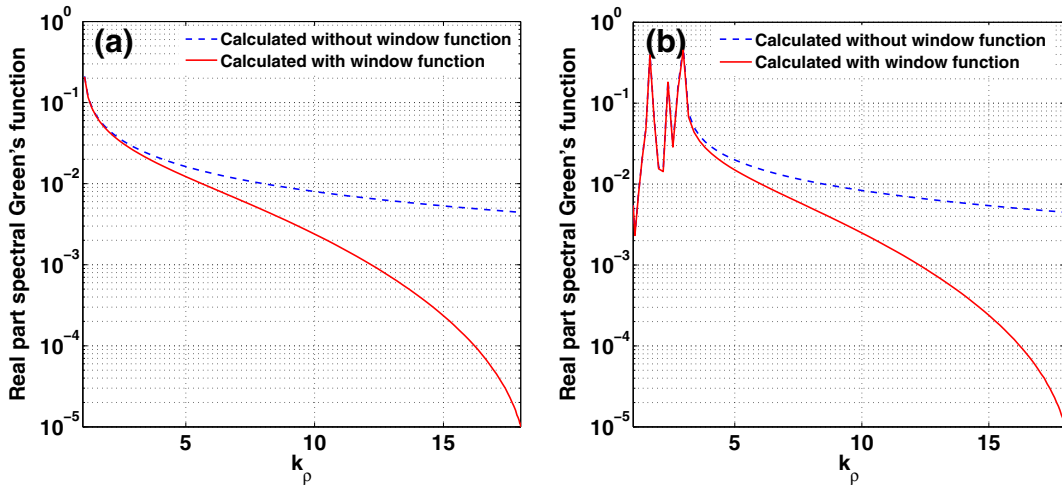 (a)
Calculated without window function
Calculated with window function
Real part spectral Green's function
10^0
10^-1
10^-2
10^-3
10^-4
10^-5
5
10
15
k_ρ
(b)
Calculated without window function
Calculated with window function
Real part spectral Green's function
10^0
10^-1
10^-2
10^-3
10^-4
10^-5
5
10
15
k_ρ